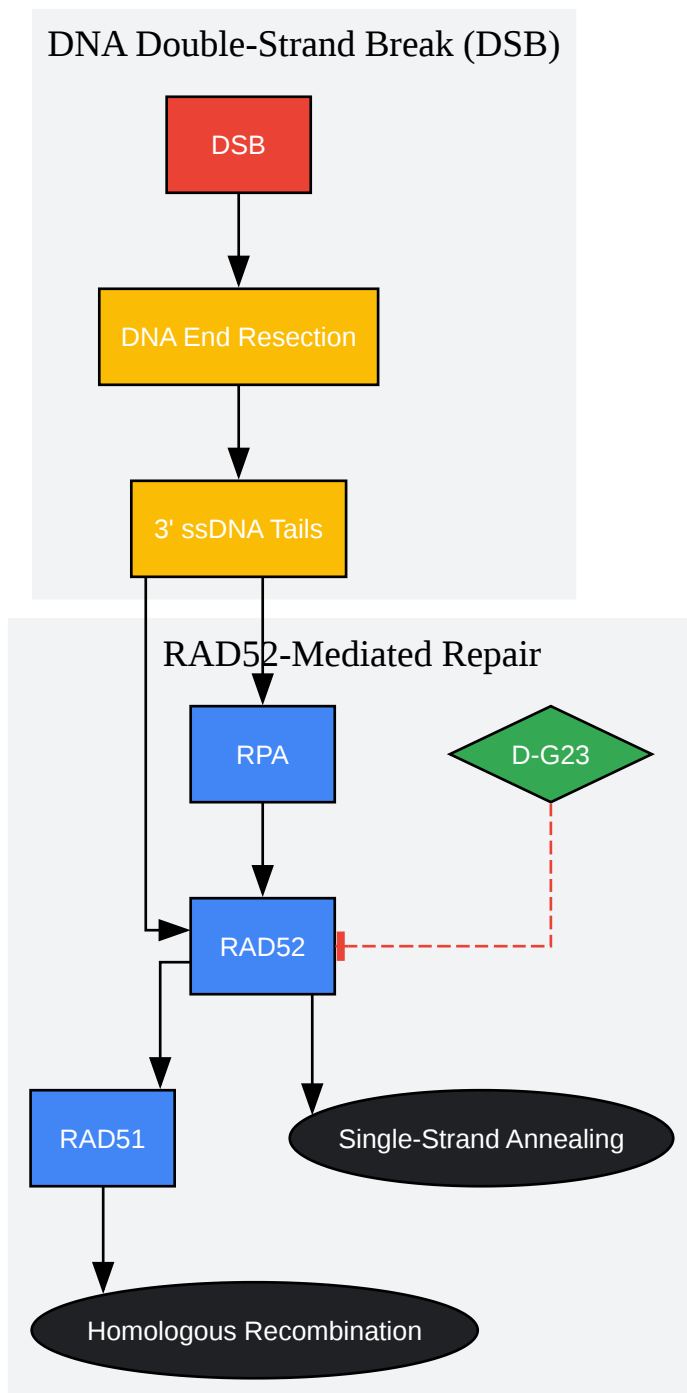 DNA Double-Strand Break (DSB)
DSB
DNA End Resection
3' ssDNA Tails
RAD52-Mediated Repair
RPA
D-G23
RAD52
RAD51
Single-Strand Annealing
Homologous Recombination